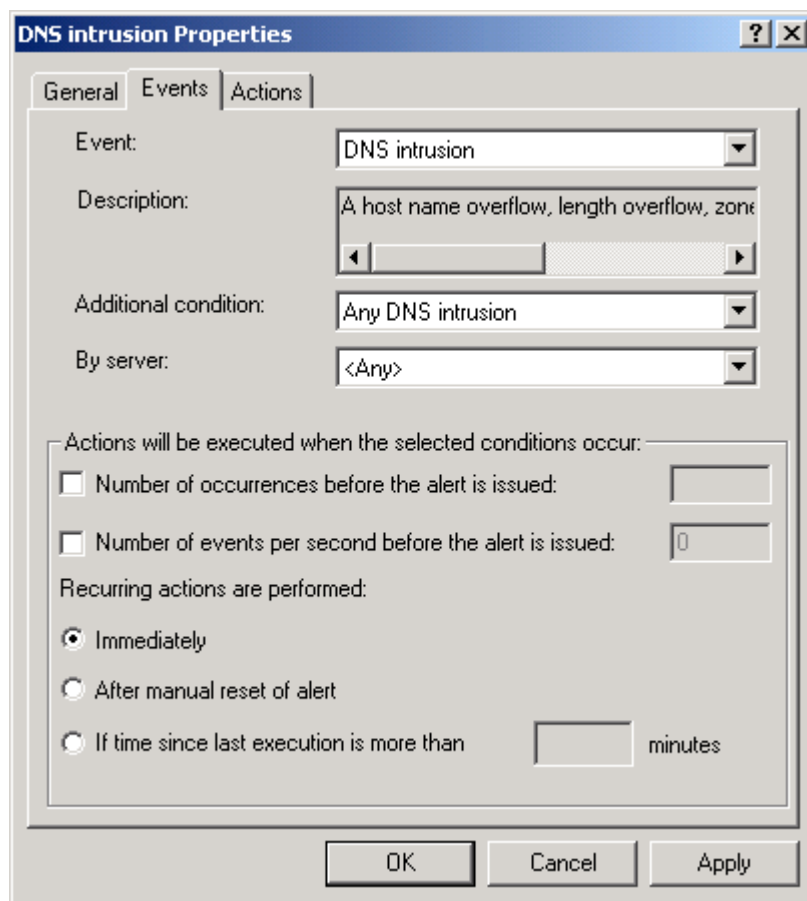 DNS intrusion Properties
General Events Actions
Event: DNS intrusion
Description: A host name overflow, length overflow, zone
Additional condition: Any DNS intrusion
By server: <Any>
Actions will be executed when the selected conditions occur:
Number of occurrences before the alert is issued:
Number of events per second before the alert is issued: 0
Recurring actions are performed:
Immediately
After manual reset of alert
If time since last execution is more than minutes
OK Cancel Apply